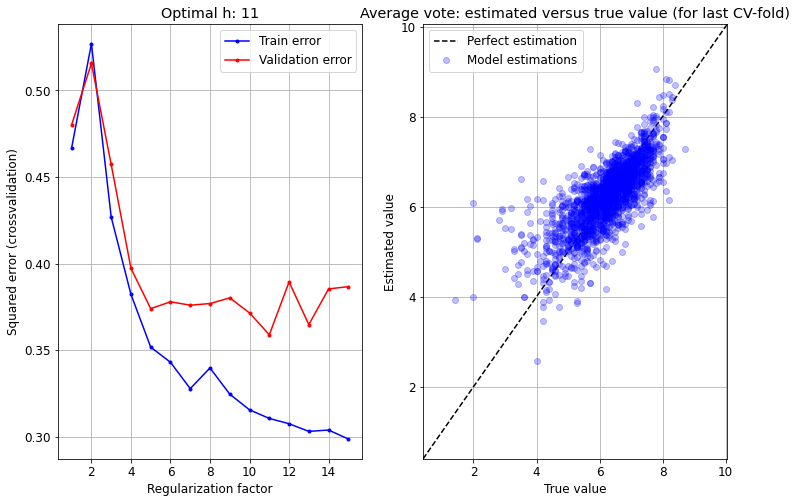 Optimal h: 11
Train error
Validation error
0.50
0.45
0.40
0.35
0.30
2
4
6
8
10
12
14
Squared error (crossvalidation)
Regularization factor
Average vote: estimated versus true value (for last CV-fold)
Perfect estimation
Model estimations
10
8
6
4
2
2
4
6
8
10
Estimated value
True value